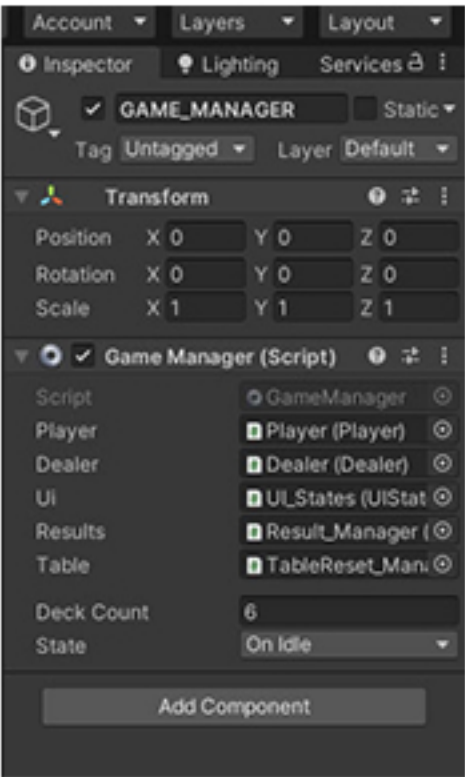 Account Layers Layout
Inspector Lighting Services
GAME_MANAGER Static
Tag Untagged Layer Default
Transform
Position X 0 Y 0 Z 0
Rotation X 0 Y 0 Z 0
Scale X 1 Y 1 Z 1
Game Manager (Script)
Script GameManager
Player # Player (Player)
Dealer # Dealer (Dealer)
Ui # UI_States (UIStat
Results # Result_Manager (
Table # TableReset_Mana
Deck Count 6
State On Idle
Add Component